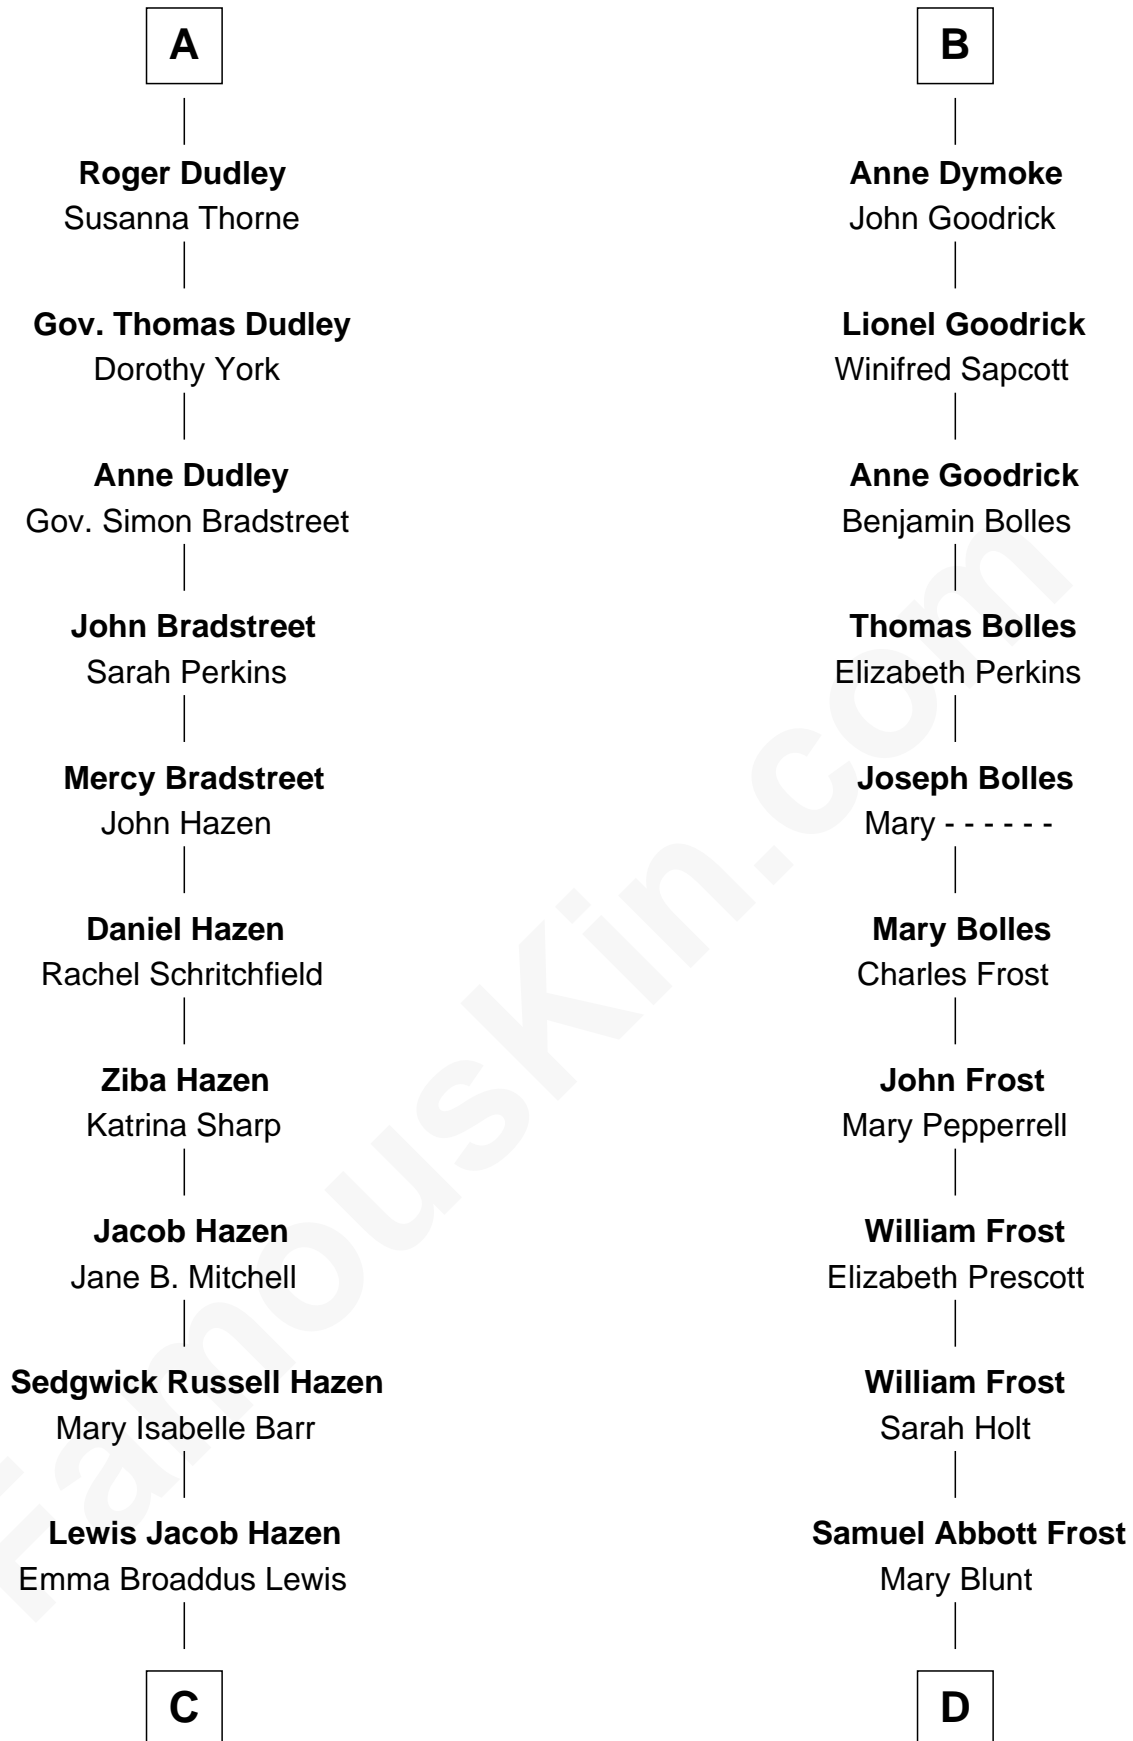 A
Roger Dudley
Susanna Thorne
Gov. Thomas Dudley
Dorothy York
Anne Dudley
Gov. Simon Bradstreet
John Bradstreet
Sarah Perkins
Mercy Bradstreet
John Hazen
Daniel Hazen
Rachel Schritchfield
Ziba Hazen
Katrina Sharp
Jacob Hazen
Jane B. Mitchell
Sedgwick Russell Hazen
Mary Isabelle Barr
Lewis Jacob Hazen
Emma Broaddus Lewis
C
B
Anne Dymoke
John Goodrick
Lionel Goodrick
Winifred Sapcott
Anne Goodrick
Benjamin Bolles
Thomas Bolles
Elizabeth Perkins
Joseph Bolles
Mary - - - - - -
Mary Bolles
Charles Frost
John Frost
Mary Pepperrell
William Frost
Elizabeth Prescott
William Frost
Sarah Holt
Samuel Abbott Frost
Mary Blunt
D
FamousKin.com